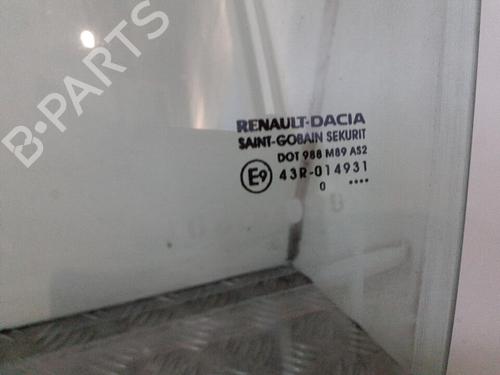 B-PARTS
RENAULT-DACIA
SAINT-GOBAIN SEKURIT
DOT 988 M89 AS2
E9 43R-014931
0 ····